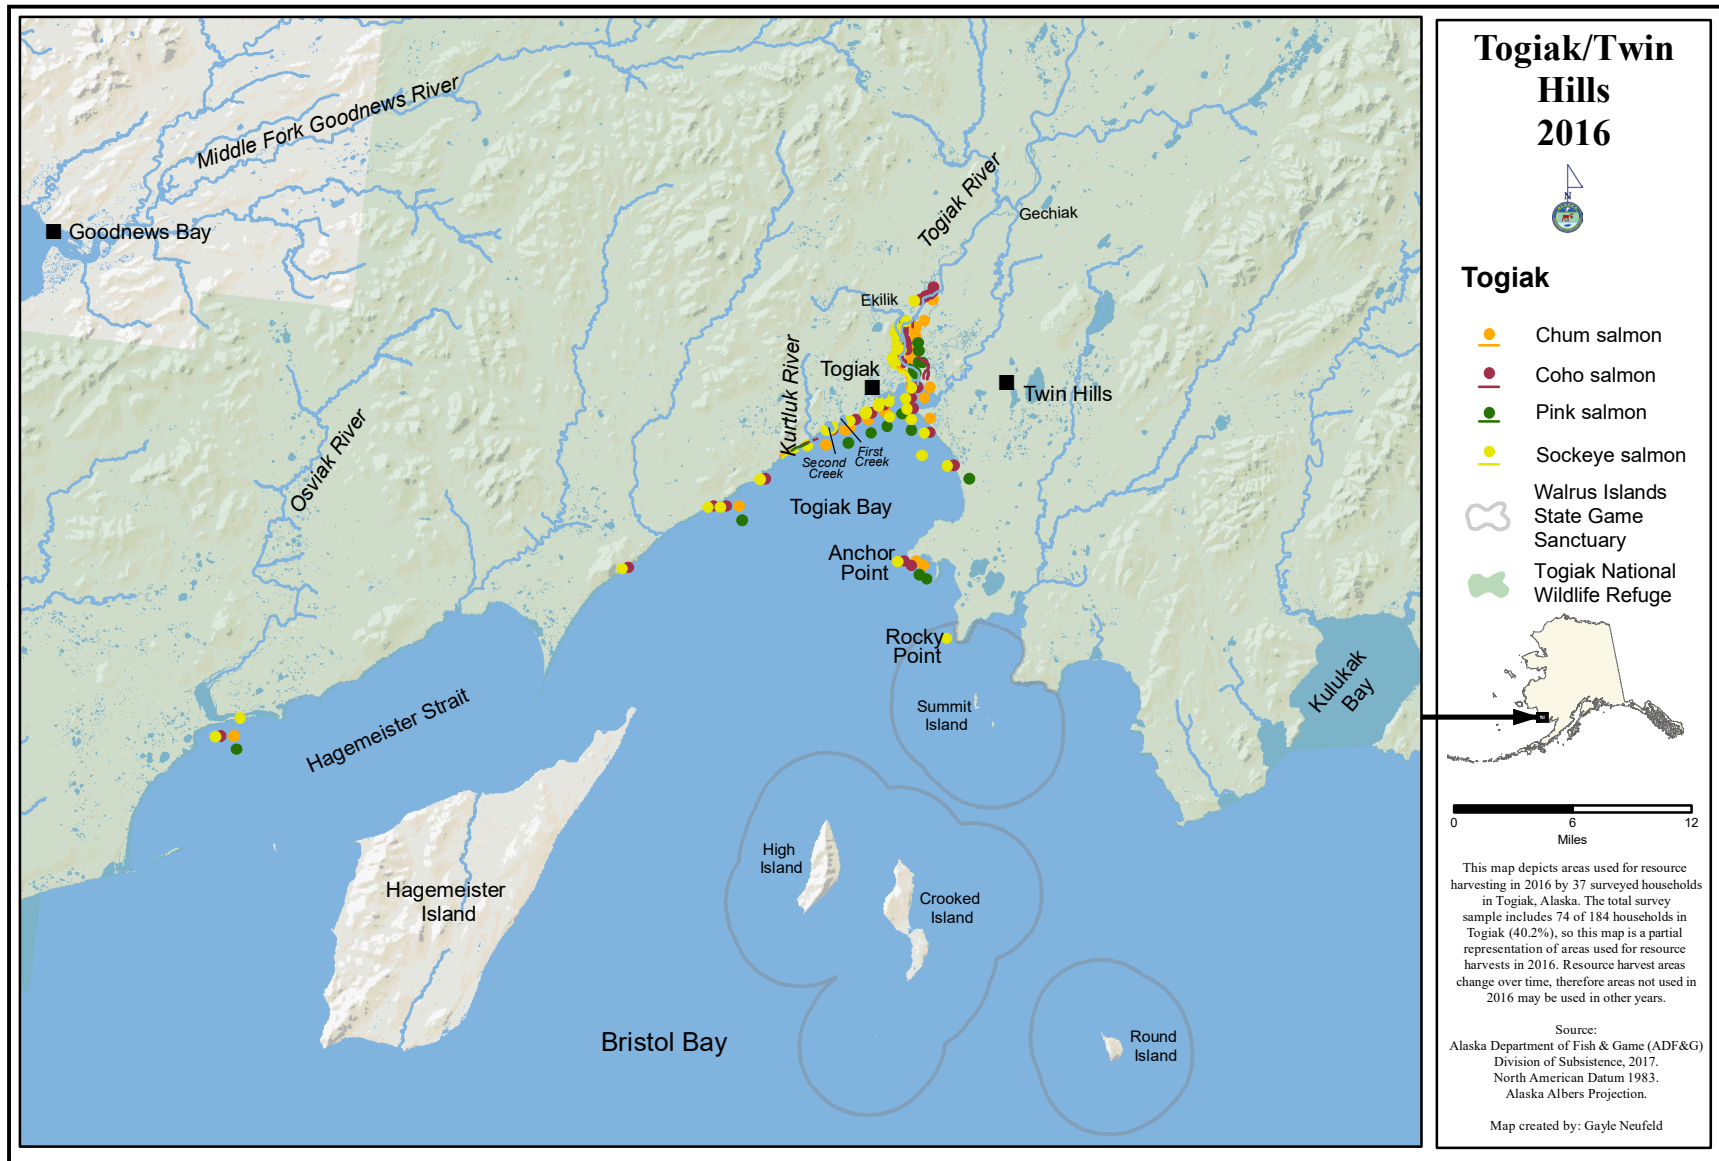 Togiak/Twin
Hills
2016
N
Togiak
Chum salmon
Coho salmon
Pink salmon
Sockeye salmon
Walrus Islands
State Game
Sanctuary
Togiak National
Wildlife Refuge
0 6 12
Miles
This map depicts areas used for resource
harvesting in 2016 by 37 surveyed households
in Togiak, Alaska. The total survey
sample includes 74 of 184 households in
Togiak (40.2%), so this map is a partial
representation of areas used for resource
harvests in 2016. Resource harvest areas
change over time, therefore areas not used in
2016 may be used in other years.
Source:
Alaska Department of Fish & Game (ADF&G)
Division of Subsistence, 2017.
North American Datum 1983.
Alaska Albers Projection.
Map created by: Gayle Neufeld
Middle Fork Goodnews River
Goodnews Bay
Togiak River
Gechiak
Ekilik
Kurtluk River
Togiak
Twin Hills
Osviak River
Second
Creek
First
Creek
Togiak Bay
Anchor
Point
Rocky
Point
Kulukak
Bay
Summit
Island
Hagemeister Strait
High
Island
Hagemeister
Island
Crooked
Island
Bristol Bay
Round
Island